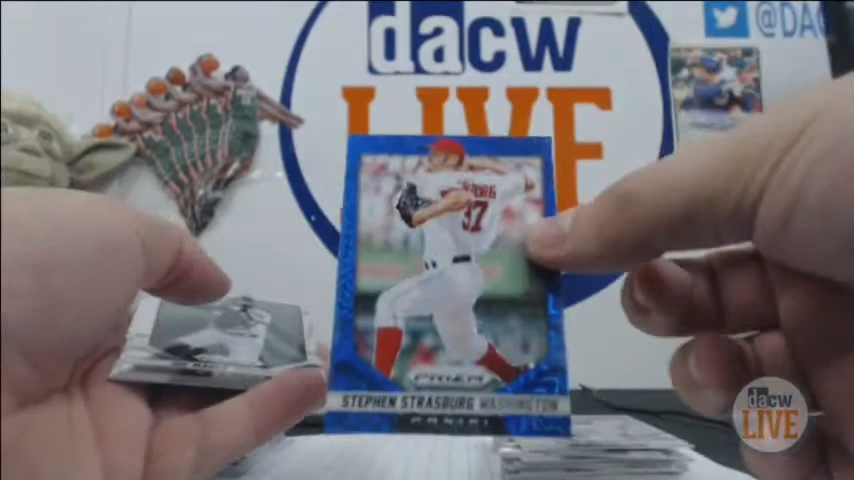 dacw
LIVE
@DAC
37
PRIZM
STEPHEN STRASBURG WASHINGTON
PANINI
dacw
LIVE